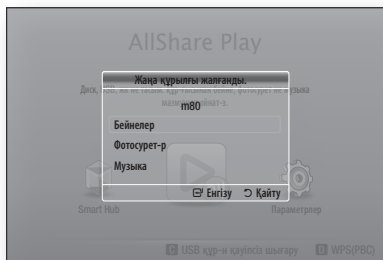 AllShare Play
Жаңа құрылғы жалғанды.
m80
Бейнелер
Фотосурет-р
Музыка
Енгізу Қайту
Smart Hub Параметрлер
C USB құр-н қауіпсіз шығару D WPS(PBC)